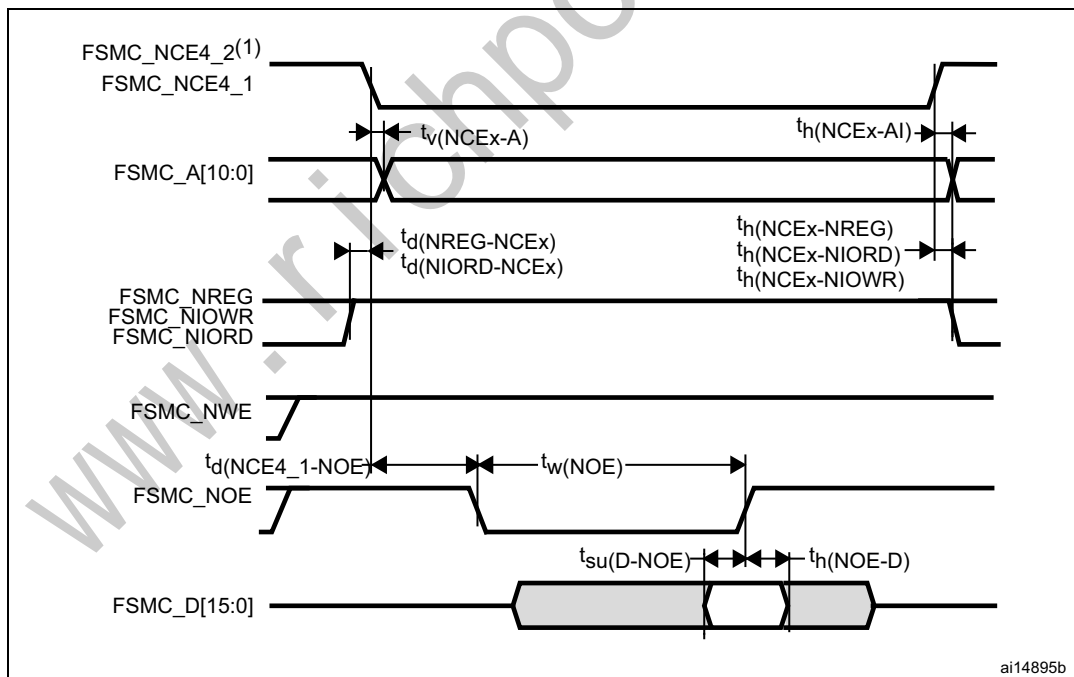 FSMC_NCE4_2(1)
FSMC_NCE4_1
tv(NCEx-A)
th(NCEx-AI)
FSMC_A[10:0]
td(NREG-NCEx)
td(NIORD-NCEx)
th(NCEx-NREG)
th(NCEx-NIORD)
th(NCEx-NIOWR)
FSMC_NREG
FSMC_NIOWR
FSMC_NIORD
FSMC_NWE
td(NCE4_1-NOE)
tw(NOE)
FSMC_NOE
tsu(D-NOE)
th(NOE-D)
FSMC_D[15:0]
ai14895b
www.richpo